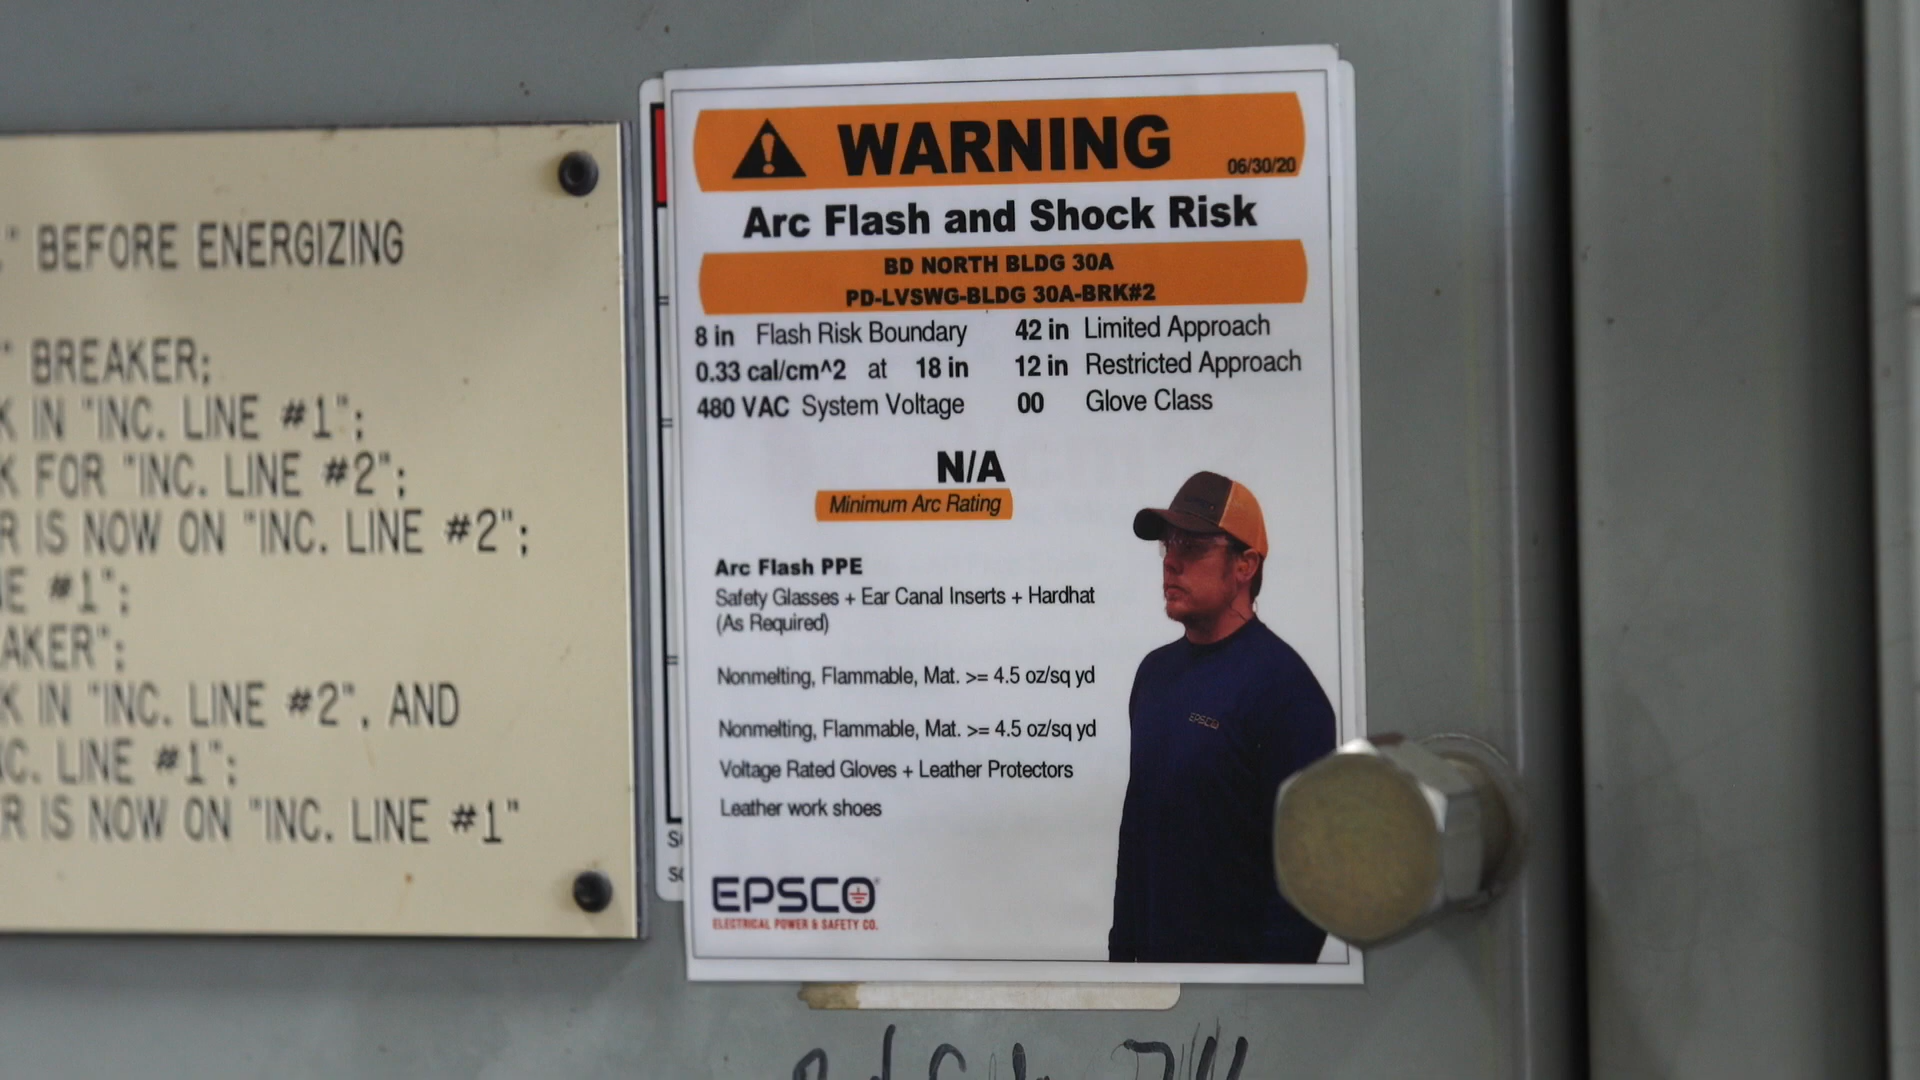 " BEFORE ENERGIZING
" BREAKER;
K IN "INC. LINE #1";
K FOR "INC. LINE #2";
R IS NOW ON "INC. LINE #2";
NE #1";
AKER";
K IN "INC. LINE #2", AND
NC. LINE #1";
R IS NOW ON "INC. LINE #1"
WARNING
06/30/20
Arc Flash and Shock Risk
BD NORTH BLDG 30A
PD-LVSWG-BLDG 30A-BRK#2
8 in Flash Risk Boundary 42 in Limited Approach
0.33 cal/cm^2 at 18 in 12 in Restricted Approach
480 VAC System Voltage 00 Glove Class
N/A
Minimum Arc Rating
Arc Flash PPE
Safety Glasses + Ear Canal Inserts + Hardhat
(As Required)
Nonmelting, Flammable, Mat. >= 4.5 oz/sq yd
Nonmelting, Flammable, Mat. >= 4.5 oz/sq yd
Voltage Rated Gloves + Leather Protectors
Leather work shoes
EPSCO
EPSCO
ELECTRICAL POWER & SAFETY CO.